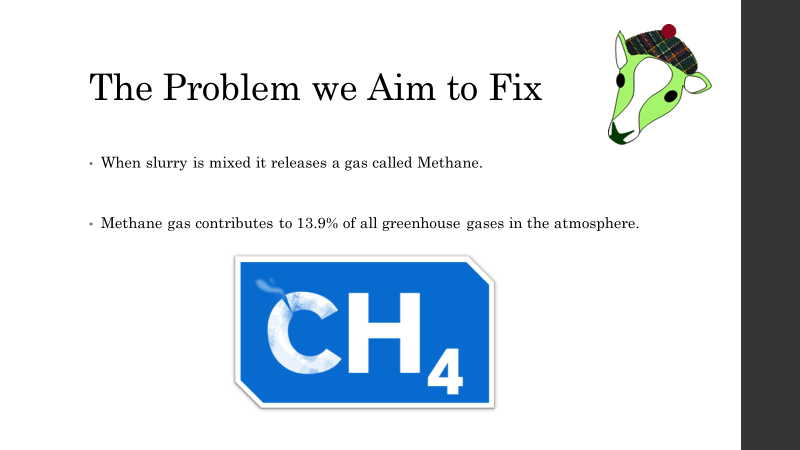 The Problem we Aim to Fix
• When slurry is mixed it releases a gas called Methane.
• Methane gas contributes to 13.9% of all greenhouse gases in the atmosphere.
CH4